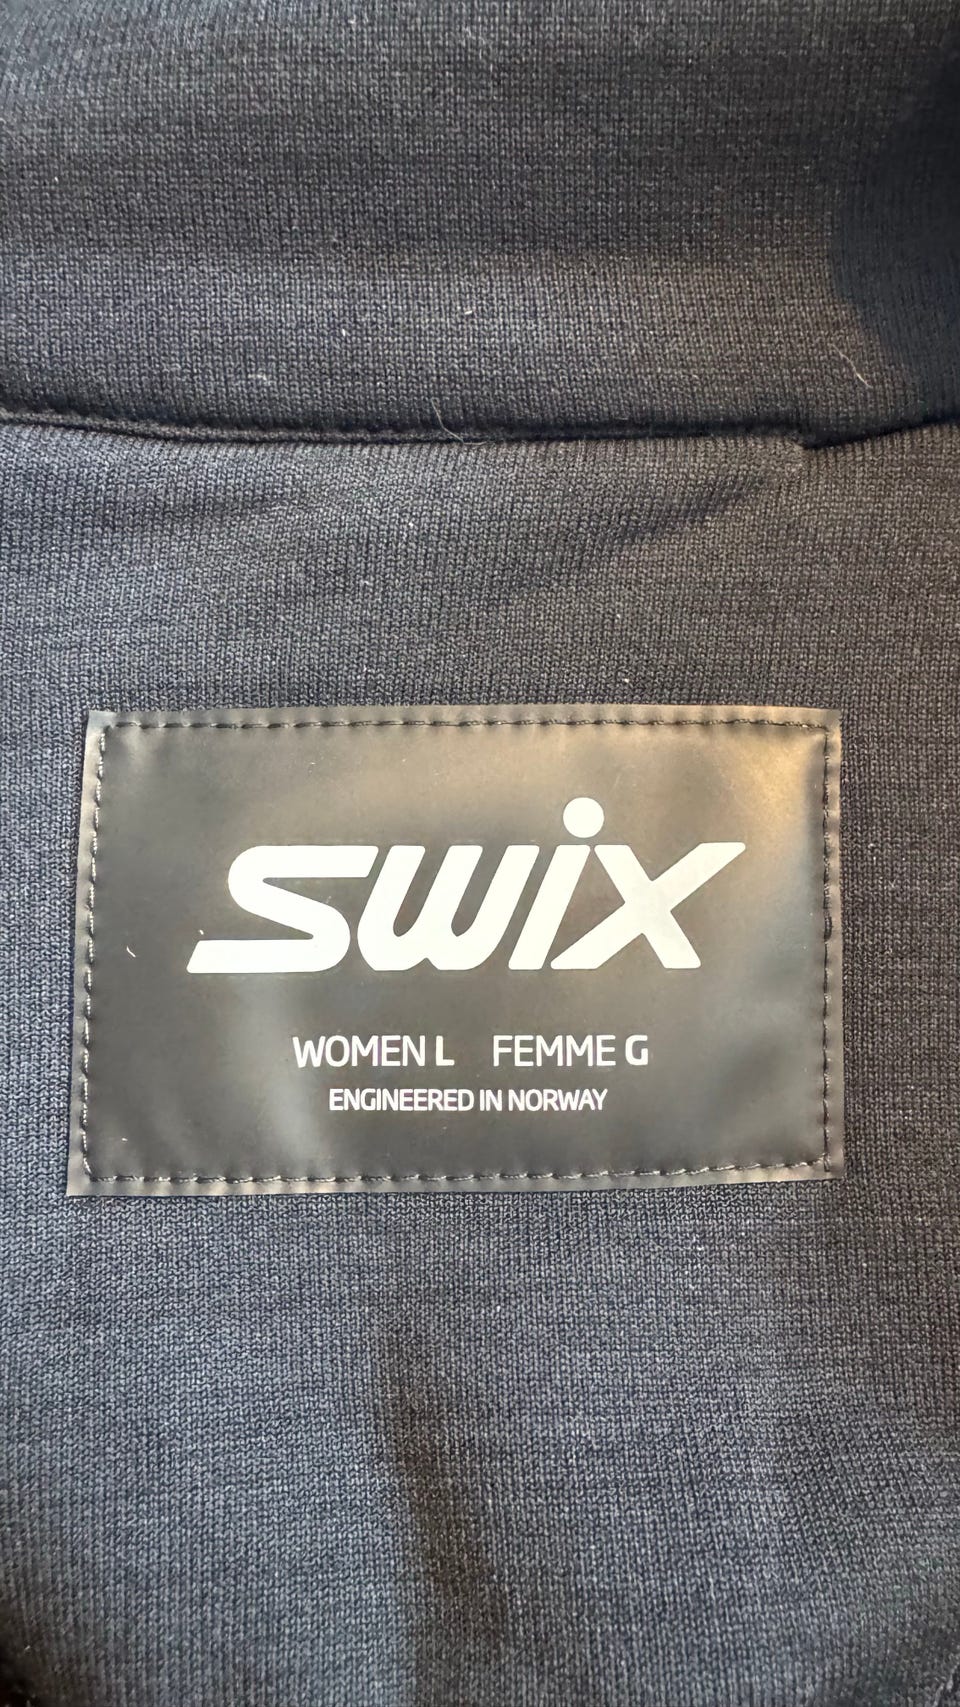 swix
WOMEN L FEMME G
ENGINEERED IN NORWAY